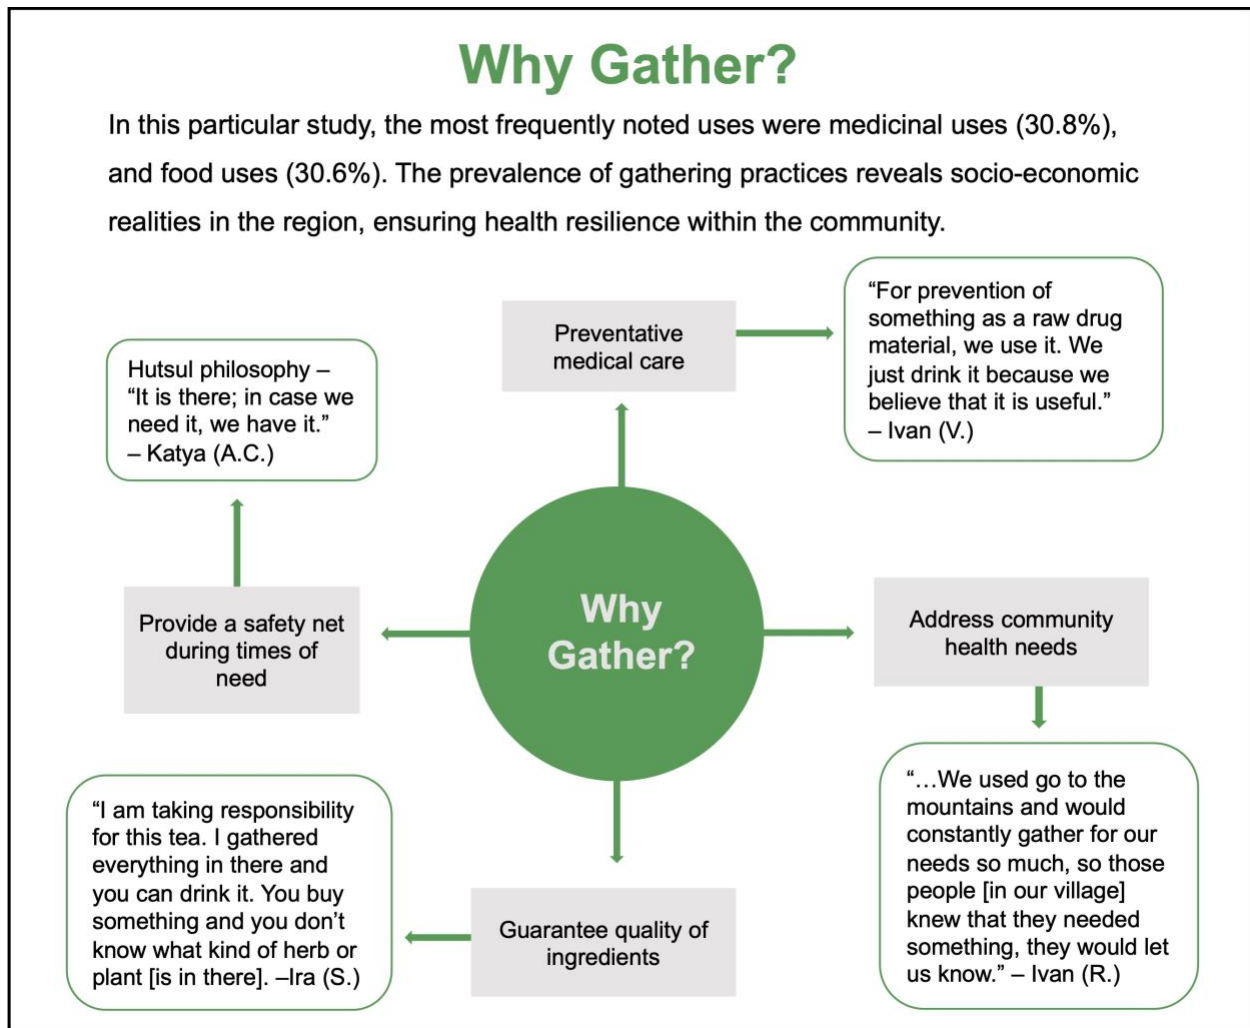 Why Gather?
In this particular study, the most frequently noted uses were medicinal uses (30.8%),
and food uses (30.6%). The prevalence of gathering practices reveals socio-economic
realities in the region, ensuring health resilience within the community.
Preventative
medical care
“For prevention of
something as a raw drug
material, we use it. We
just drink it because we
believe that it is useful.”
– Ivan (V.)
Hutsul philosophy –
“It is there; in case we
need it, we have it.”
– Katya (A.C.)
Provide a safety net
during times of
need
Why
Gather?
Address community
health needs
“I am taking responsibility
for this tea. I gathered
everything in there and
you can drink it. You buy
something and you don’t
know what kind of herb or
plant [is in there]. –Ira (S.)
Guarantee quality of
ingredients
“…We used go to the
mountains and would
constantly gather for our
needs so much, so those
people [in our village]
knew that they needed
something, they would let
us know.” – Ivan (R.)